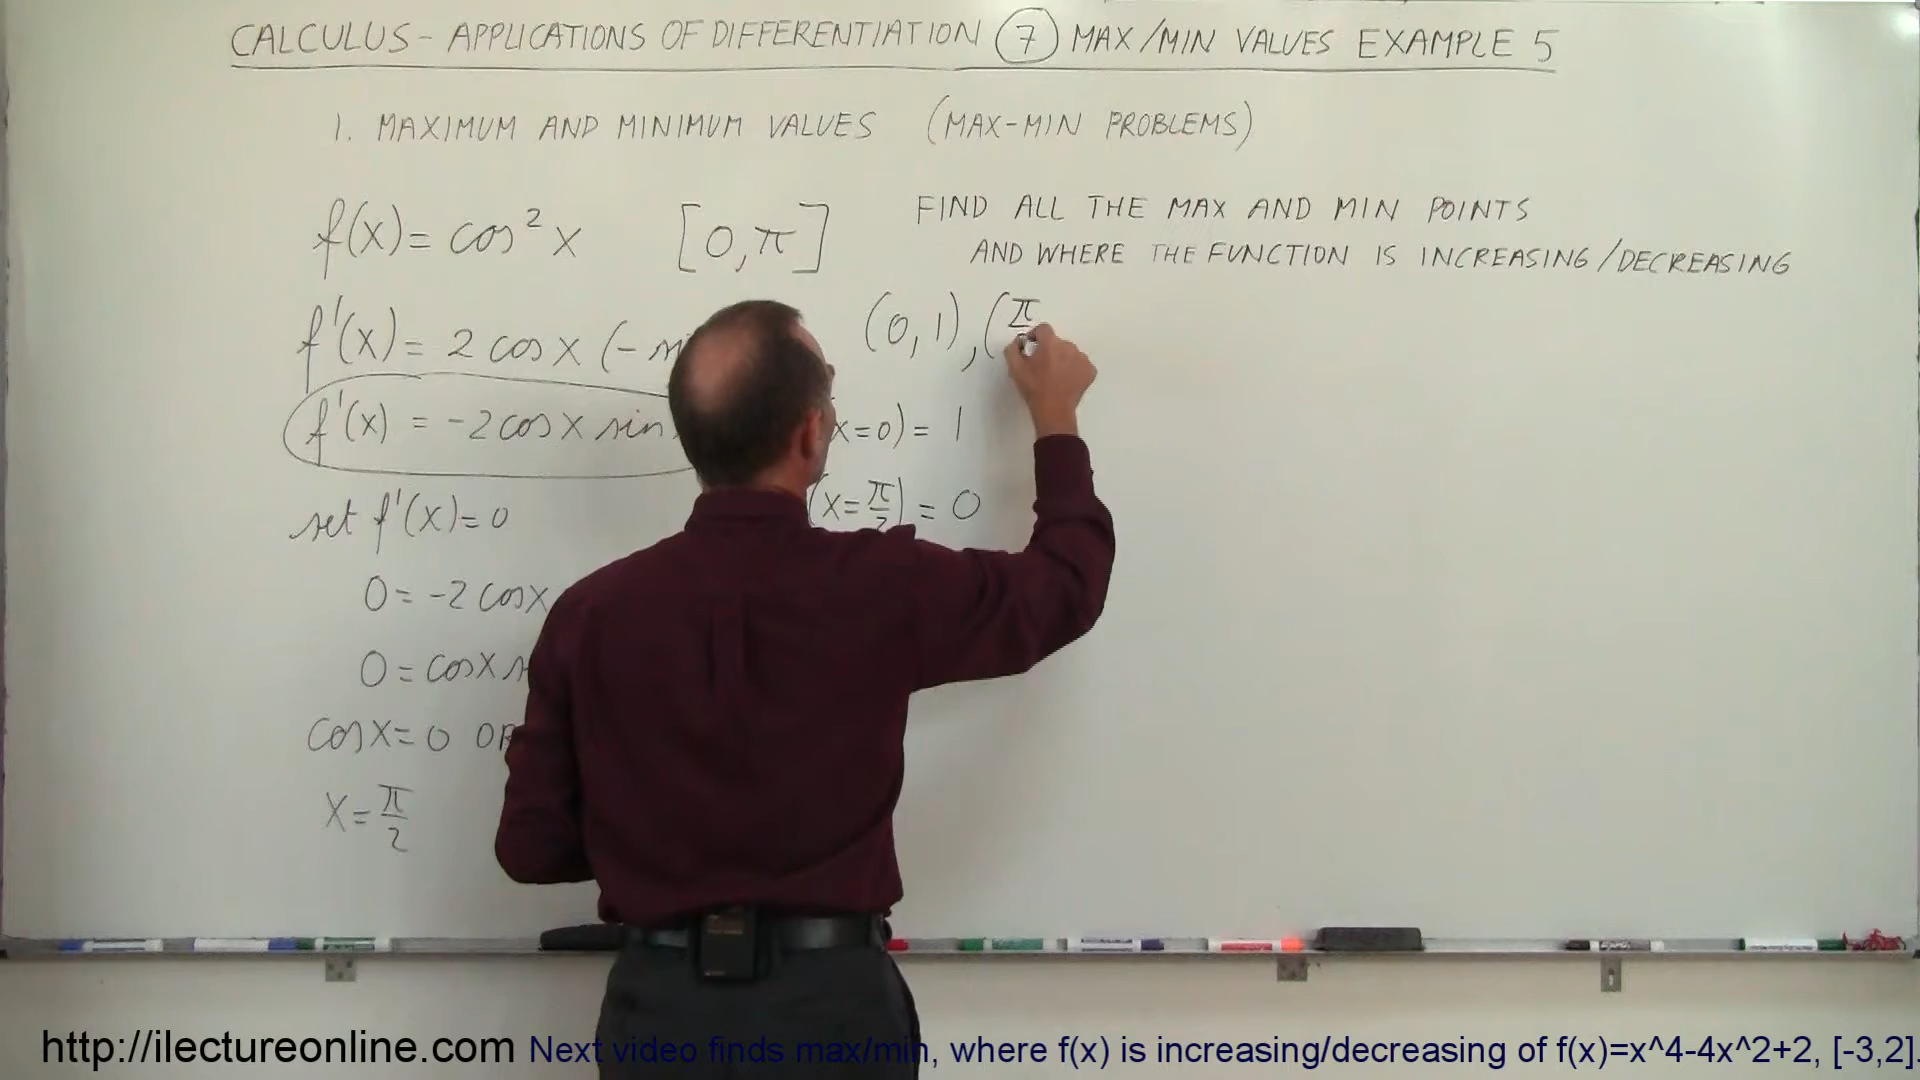 CALCULUS - APPLICATIONS OF DIFFERENTIATION 7 MAX/MIN VALUES EXAMPLE 5
1. MAXIMUM AND MINIMUM VALUES (MAX-MIN PROBLEMS)
f(x) = cos² x [0, π]
FIND ALL THE MAX AND MIN POINTS
AND WHERE THE FUNCTION IS INCREASING/DECREASING
f'(x) = 2 cos x (-
(0, 1), (π
f'(x) = -2 cos x sin
x=0) = 1
set f'(x) = 0
(x = π/2) = 0
0 = -2 cos x
0 = cos x
cos x = 0 OR
x = π/2
http://ilectureonline.com Next video finds max/min, where f(x) is increasing/decreasing of f(x)=x^4-4x^2+2, [-3,2].